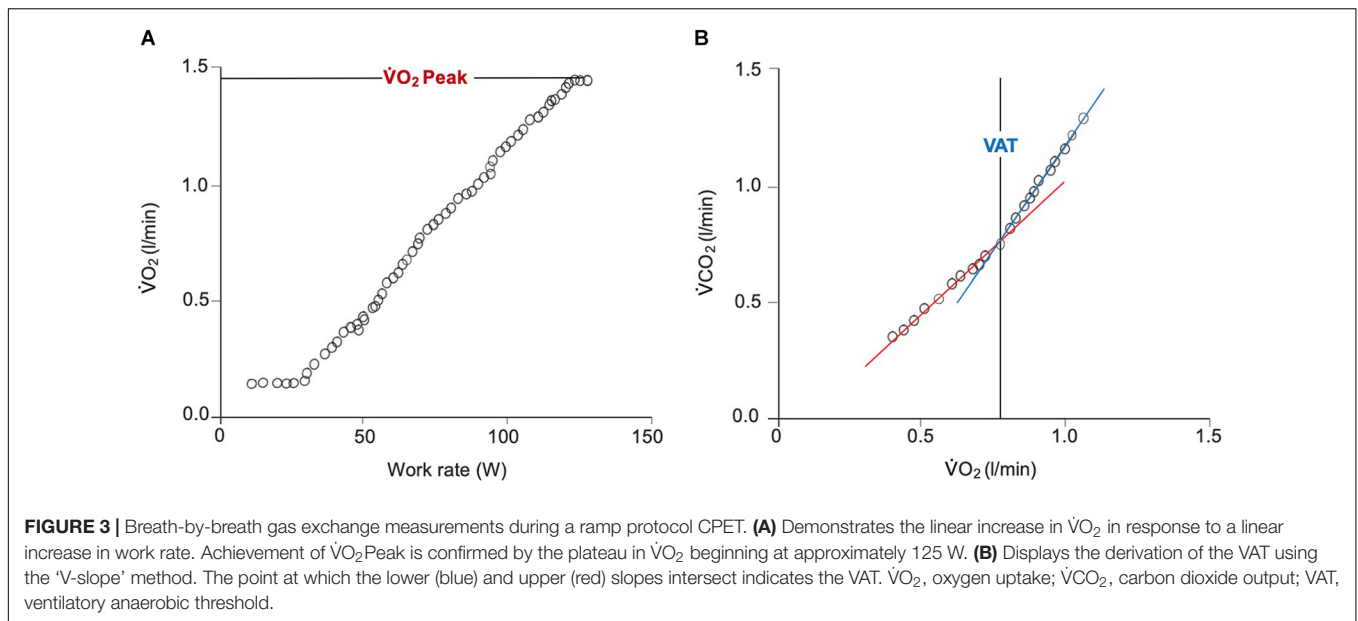 A
1.5
V̇O₂ Peak
1.0
V̇O₂ (l/min)
0.5
0.0
0 50 100 150
Work rate (W)
B
1.5
VAT
1.0
V̇CO₂ (l/min)
0.5
0.0
0 0.5 1.0 1.5
V̇O₂ (l/min)
FIGURE 3 | Breath-by-breath gas exchange measurements during a ramp protocol CPET. (A) Demonstrates the linear increase in V̇O₂ in response to a linear
increase in work rate. Achievement of V̇O₂Peak is confirmed by the plateau in V̇O₂ beginning at approximately 125 W. (B) Displays the derivation of the VAT using
the ‘V-slope’ method. The point at which the lower (blue) and upper (red) slopes intersect indicates the VAT. V̇O₂, oxygen uptake; V̇CO₂, carbon dioxide output; VAT,
ventilatory anaerobic threshold.